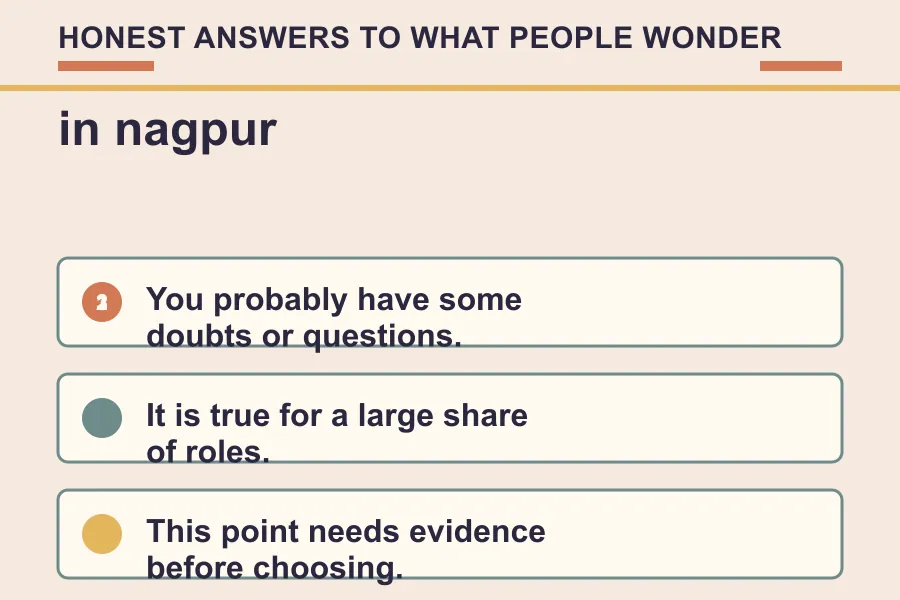 HONEST ANSWERS TO WHAT PEOPLE WONDER
in nagpur
You probably have some
doubts or questions.
It is true for a large share
of roles.
This point needs evidence
before choosing.